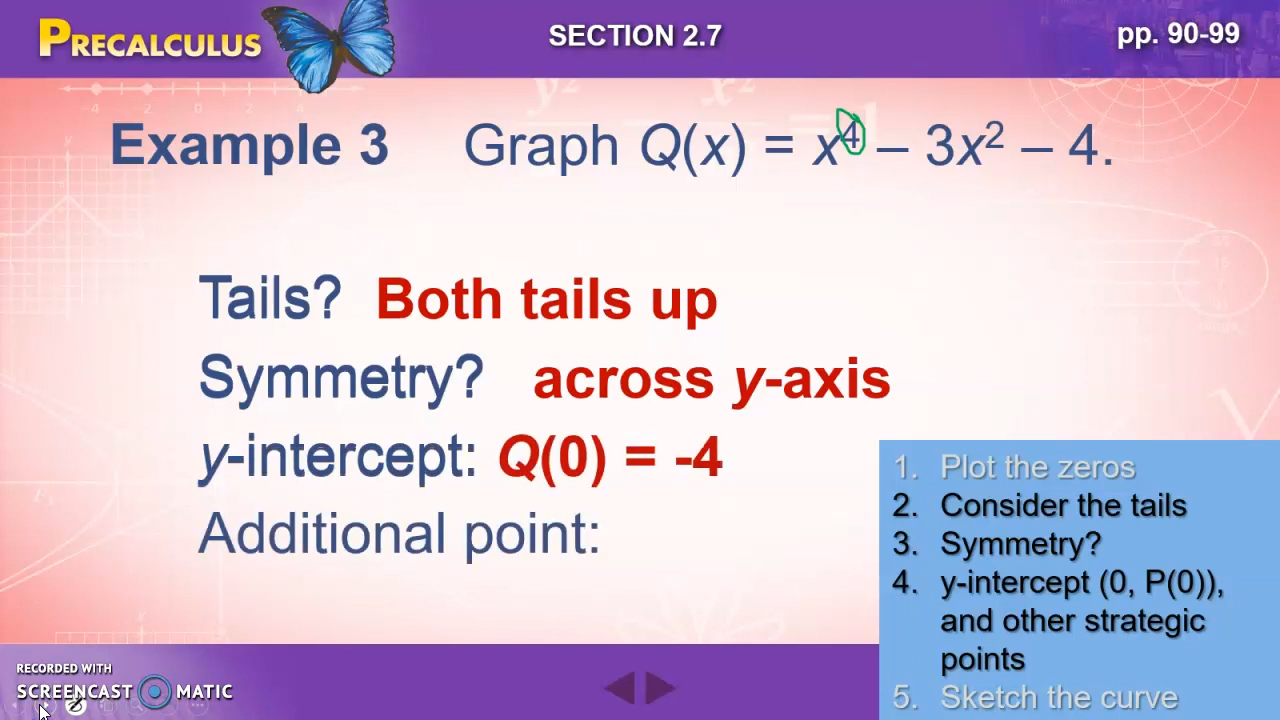 PRECALCULUS
SECTION 2.7
pp. 90-99
Example 3 Graph Q(x) = x⁴ – 3x² – 4.
Tails? Both tails up
Symmetry? across y-axis
y-intercept: Q(0) = -4
Additional point:
1. Plot the zeros
2. Consider the tails
3. Symmetry?
4. y-intercept (0, P(0)),
and other strategic
points
5. Sketch the curve
RECORDED WITH
SCREENCAST MATIC